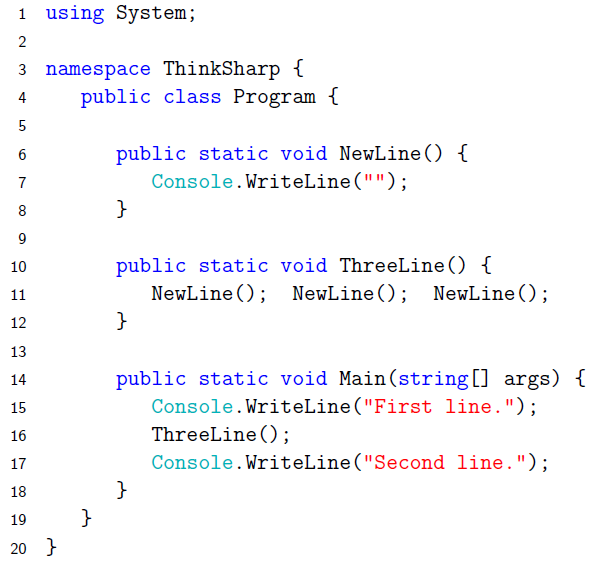 1 using System;
2
3 namespace ThinkSharp {
4    public class Program {
5
6       public static void NewLine() {
7          Console.WriteLine("");
8       }
9
10       public static void ThreeLine() {
11          NewLine();  NewLine();  NewLine();
12       }
13
14       public static void Main(string[] args) {
15          Console.WriteLine("First line.");
16          ThreeLine();
17          Console.WriteLine("Second line.");
18       }
19    }
20 }